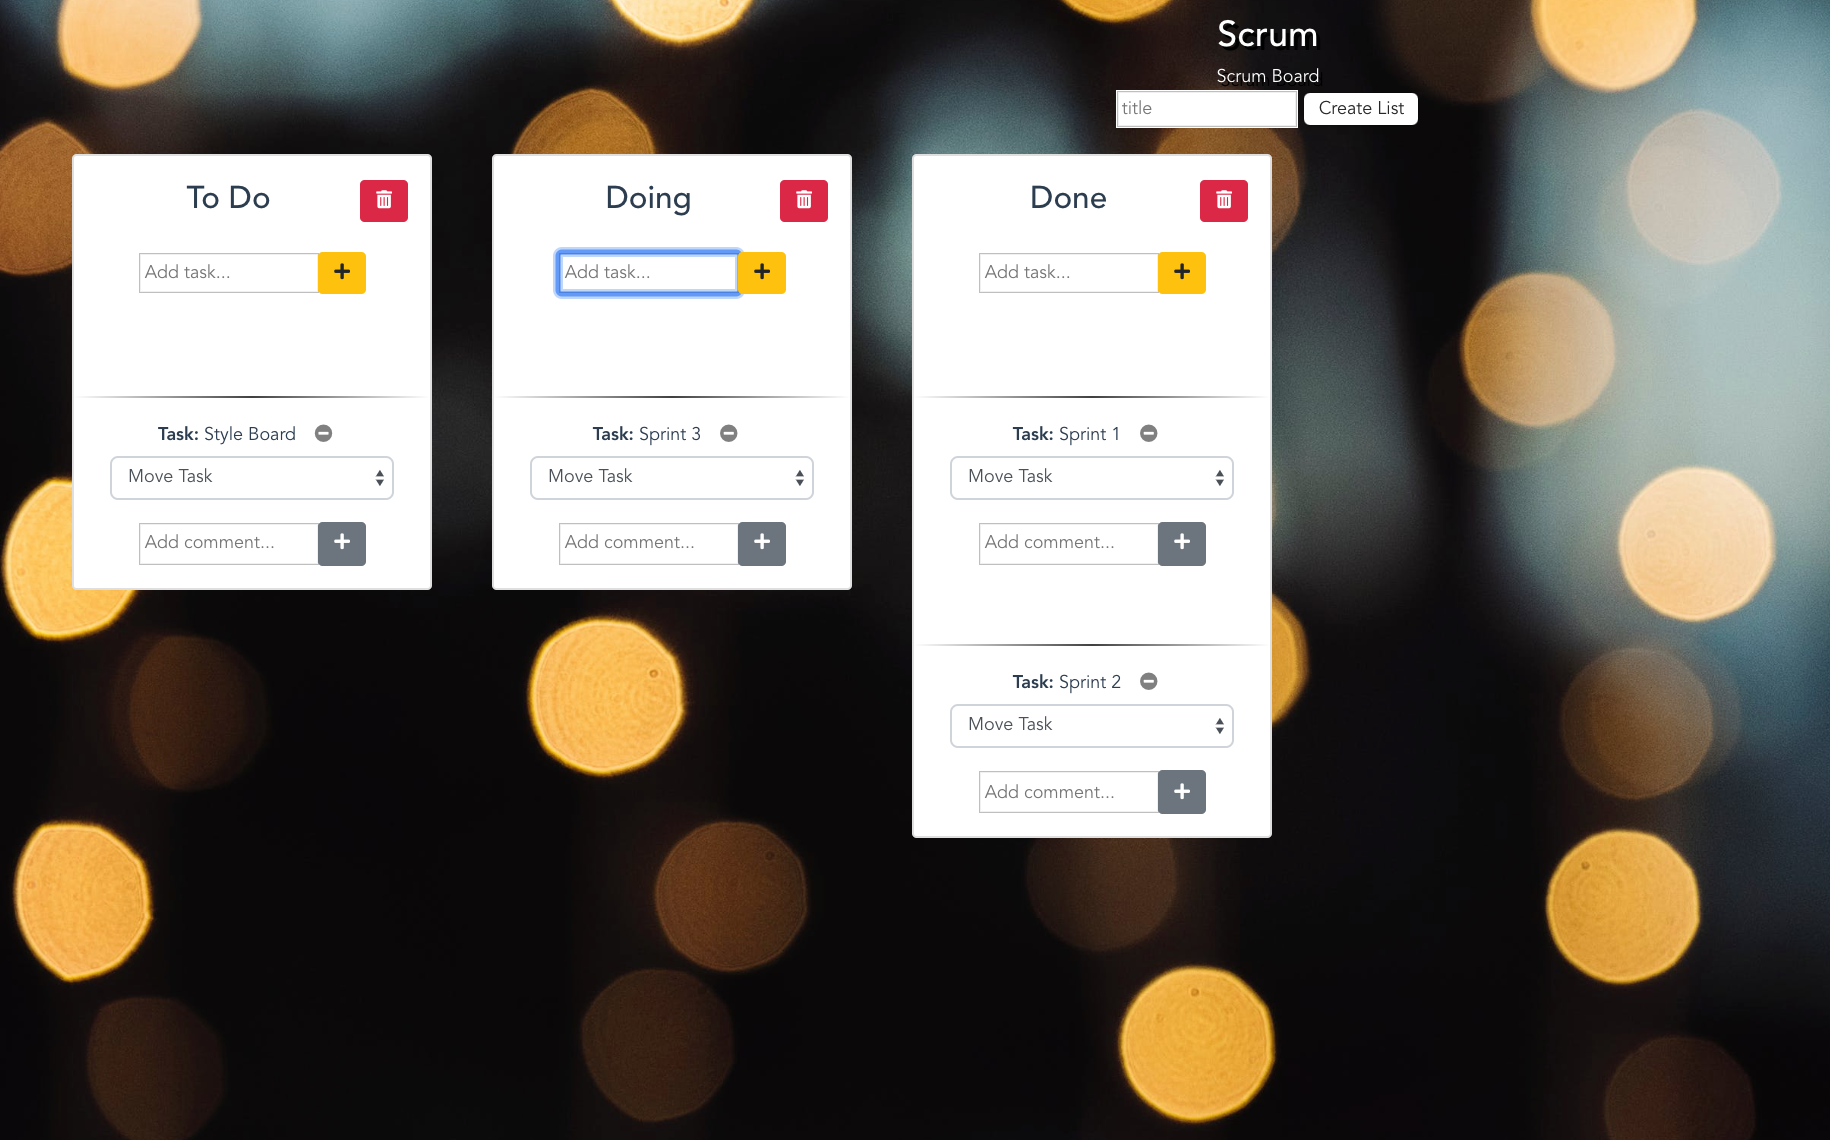 Scrum
Scrum Board
title Create List
To Do
Add task...
Task: Style Board
Move Task
Add comment...
Doing
Add task...
Task: Sprint 3
Move Task
Add comment...
Done
Add task...
Task: Sprint 1
Move Task
Add comment...
Task: Sprint 2
Move Task
Add comment...